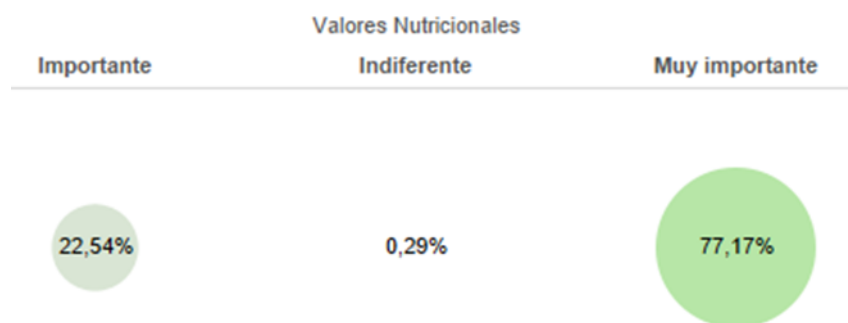 Valores Nutricionales
Importante Indiferente Muy importante
22,54% 0,29% 77,17%